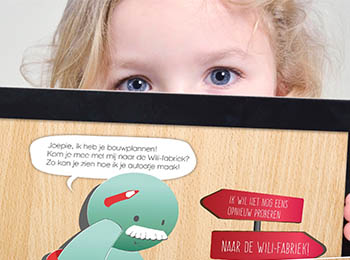 Joepie, ik heb je bouwplannen!
Kom je mee met mij naar de Wili-fabriek?
Zo kan je zien hoe ik je autootje maak!
IK WIL HET NOG EENS
OPNIEUW PROBEREN
NAAR DE WILI-FABRIEK!